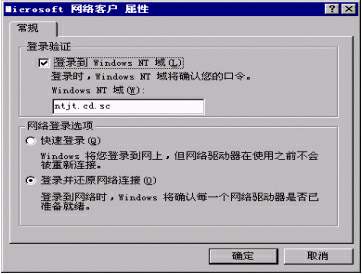 Microsoft 网络客户 属性
常规
登录验证
登录到 Windows NT 域(L)
登录时，Windows NT 域将确认您的口令。
Windows NT 域(W):
ntjt.cd.sc
网络登录选项
快速登录(Q)
Windows 将您登录到网上，但网络驱动器在使用之前不会
被重新连接。
登录并还原网络连接(O)
登录到网络时，Windows 将确认每一个网络驱动器是否已
准备就绪。
确定
取消